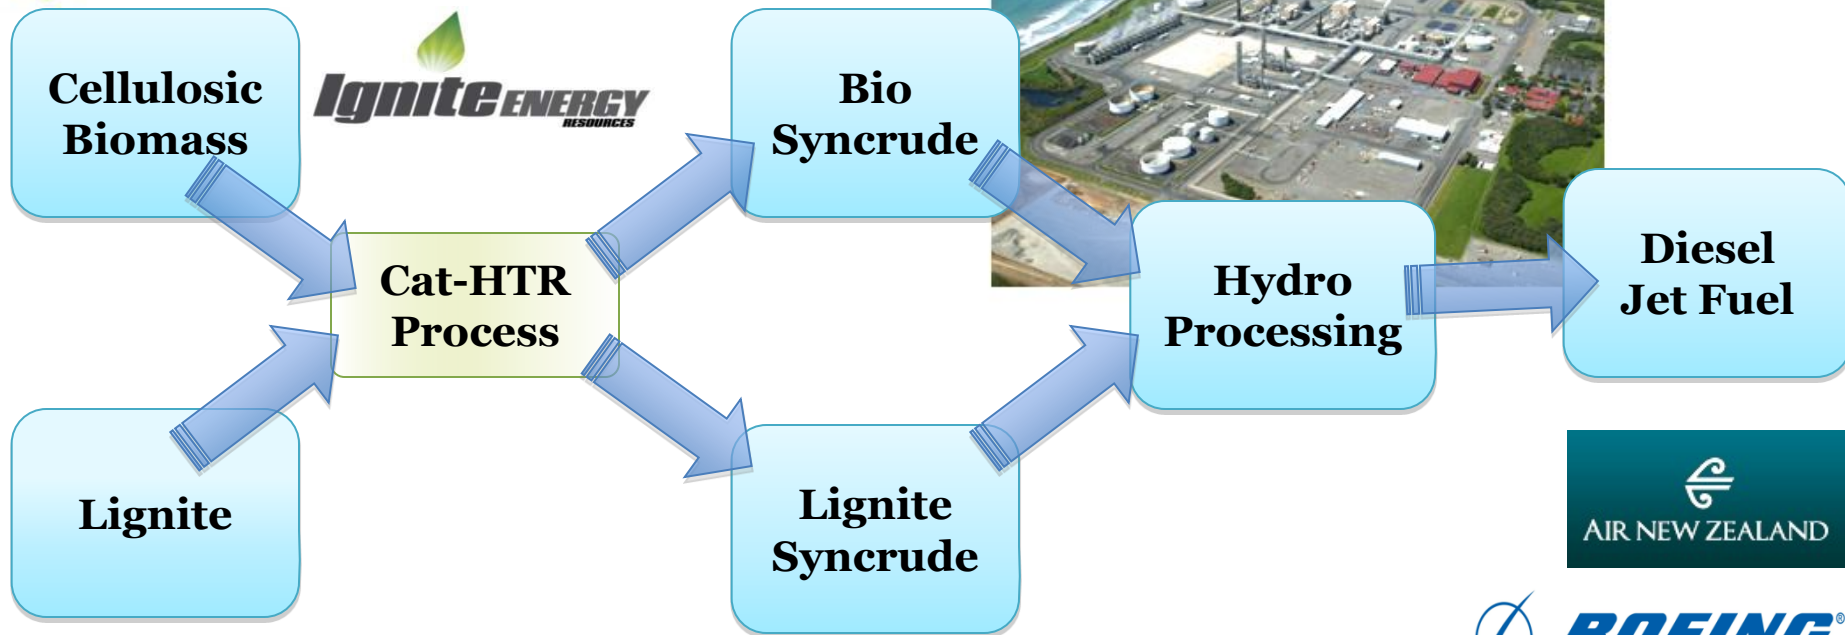 Cellulosic
Biomass
Ignite ENERGY
RESOURCES
Bio
Syncrude
Cat-HTR
Process
Hydro
Processing
Diesel
Jet Fuel
Lignite
Lignite
Syncrude
AIR NEW ZEALAND
BOEING®